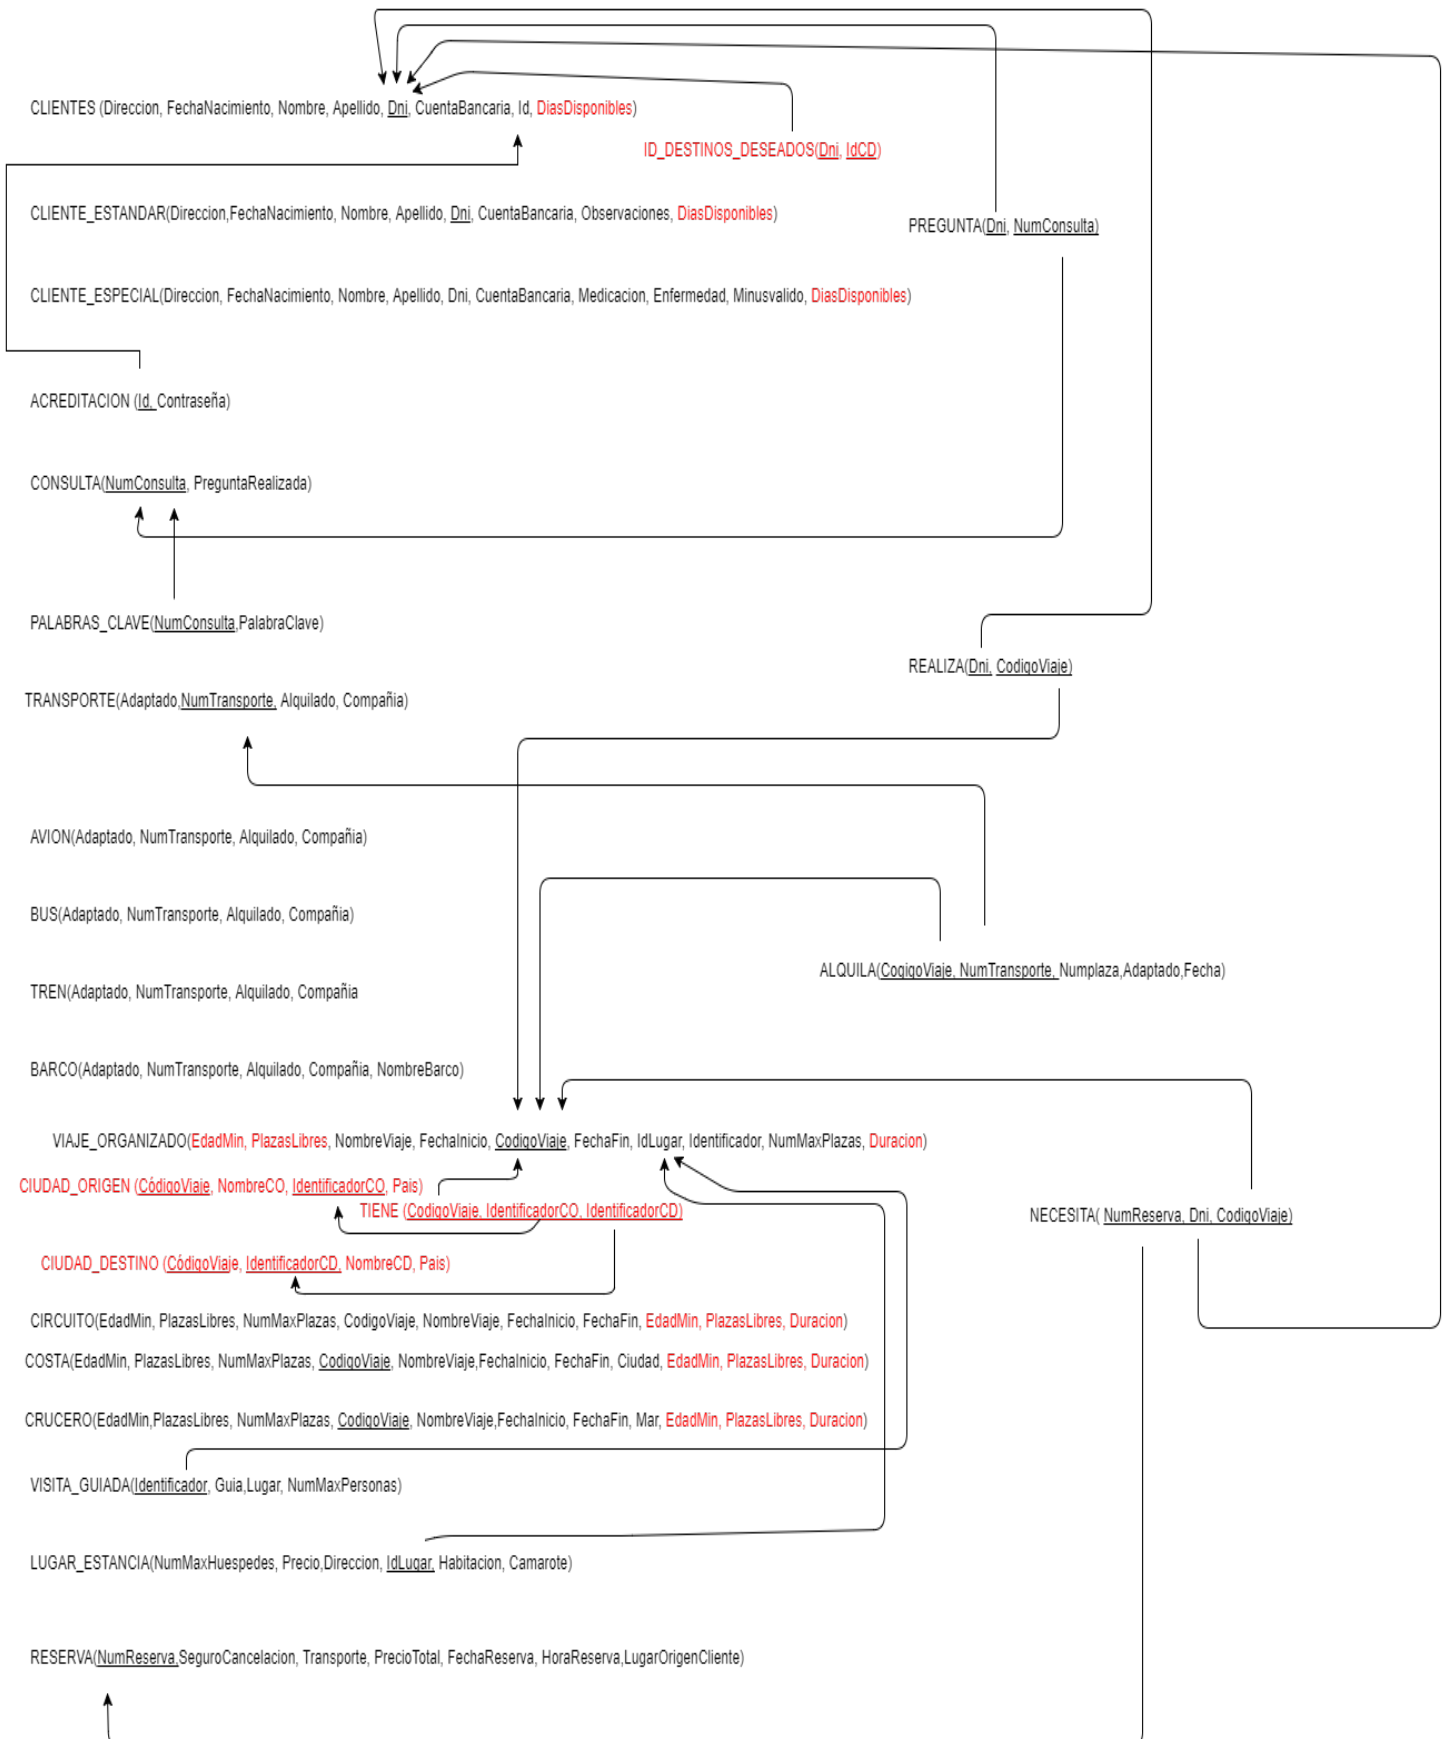 CLIENTES (Direccion, FechaNacimiento, Nombre, Apellido, Dni, CuentaBancaria, Id, DiasDisponibles)
ID_DESTINOS_DESEADOS(Dni, IdCD)
CLIENTE_ESTANDAR(Direccion,FechaNacimiento, Nombre, Apellido, Dni, CuentaBancaria, Observaciones, DiasDisponibles)
PREGUNTA(Dni, NumConsulta)
CLIENTE_ESPECIAL(Direccion, FechaNacimiento, Nombre, Apellido, Dni, CuentaBancaria, Medicacion, Enfermedad, Minusvalido, DiasDisponibles)
ACREDITACION (Id, Contraseña)
CONSULTA(NumConsulta, PreguntaRealizada)
PALABRAS_CLAVE(NumConsulta,PalabraClave)
REALIZA(Dni, CodigoViaje)
TRANSPORTE(Adaptado,NumTransporte, Alquilado, Compañia)
AVION(Adaptado, NumTransporte, Alquilado, Compañia)
BUS(Adaptado, NumTransporte, Alquilado, Compañia)
ALQUILA(CogigoViaje, NumTransporte, Numplaza,Adaptado,Fecha)
TREN(Adaptado, NumTransporte, Alquilado, Compañia
BARCO(Adaptado, NumTransporte, Alquilado, Compañia, NombreBarco)
VIAJE_ORGANIZADO(EdadMin, PlazasLibres, NombreViaje, FechaInicio, CodigoViaje, FechaFin, IdLugar, Identificador, NumMaxPlazas, Duracion)
CIUDAD_ORIGEN (CódigoViaje, NombreCO, IdentificadorCO, Pais)
TIENE (CodigoViaje, IdentificadorCO, IdentificadorCD)
NECESITA( NumReserva, Dni, CodigoViaje)
CIUDAD_DESTINO (CódigoViaje, IdentificadorCD, NombreCD, Pais)
CIRCUITO(EdadMin, PlazasLibres, NumMaxPlazas, CodigoViaje, NombreViaje, FechaInicio, FechaFin, EdadMin, PlazasLibres, Duracion)
COSTA(EdadMin, PlazasLibres, NumMaxPlazas, CodigoViaje, NombreViaje,FechaInicio, FechaFin, Ciudad, EdadMin, PlazasLibres, Duracion)
CRUCERO(EdadMin,PlazasLibres, NumMaxPlazas, CodigoViaje, NombreViaje,FechaInicio, FechaFin, Mar, EdadMin, PlazasLibres, Duracion)
VISITA_GUIADA(Identificador, Guia,Lugar, NumMaxPersonas)
LUGAR_ESTANCIA(NumMaxHuespedes, Precio,Direccion, IdLugar, Habitacion, Camarote)
RESERVA(NumReserva,SeguroCancelacion, Transporte, PrecioTotal, FechaReserva, HoraReserva,LugarOrigenCliente)